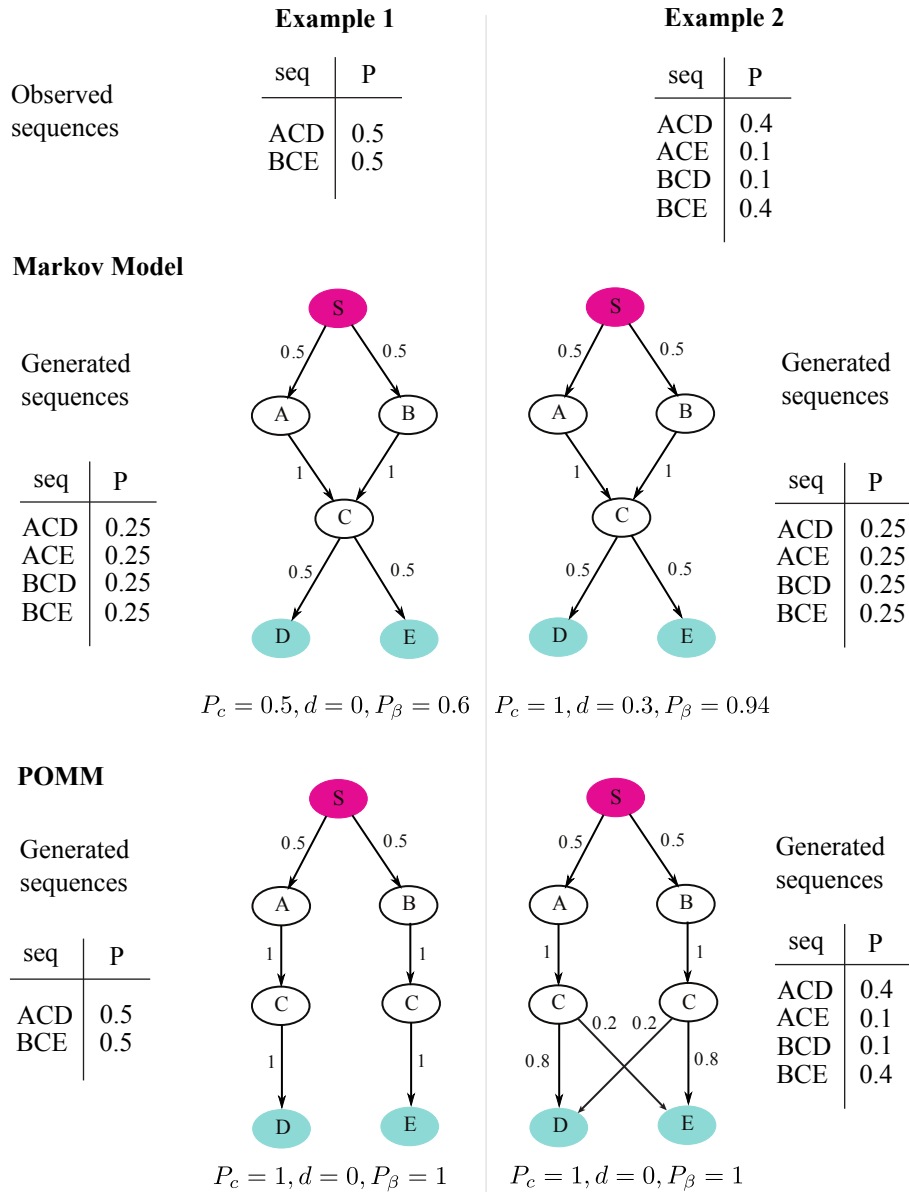 Example 1
Example 2
Observed
sequences
seq P
ACD 0.5
BCE 0.5
seq P
ACD 0.4
ACE 0.1
BCD 0.1
BCE 0.4
Markov Model
Generated
sequences
seq P
ACD 0.25
ACE 0.25
BCD 0.25
BCE 0.25
S
0.5 0.5
A B
1 1
C
0.5 0.5
D E
P_c = 0.5, d = 0, P_β = 0.6
S
0.5 0.5
A B
1 1
C
0.5 0.5
D E
P_c = 1, d = 0.3, P_β = 0.94
Generated
sequences
seq P
ACD 0.25
ACE 0.25
BCD 0.25
BCE 0.25
POMM
Generated
sequences
seq P
ACD 0.5
BCE 0.5
S
0.5 0.5
A B
1 1
C C
1 1
D E
P_c = 1, d = 0, P_β = 1
S
0.5 0.5
A B
1 1
C C
0.2 0.2
0.8 0.8
D E
P_c = 1, d = 0, P_β = 1
Generated
sequences
seq P
ACD 0.4
ACE 0.1
BCD 0.1
BCE 0.4